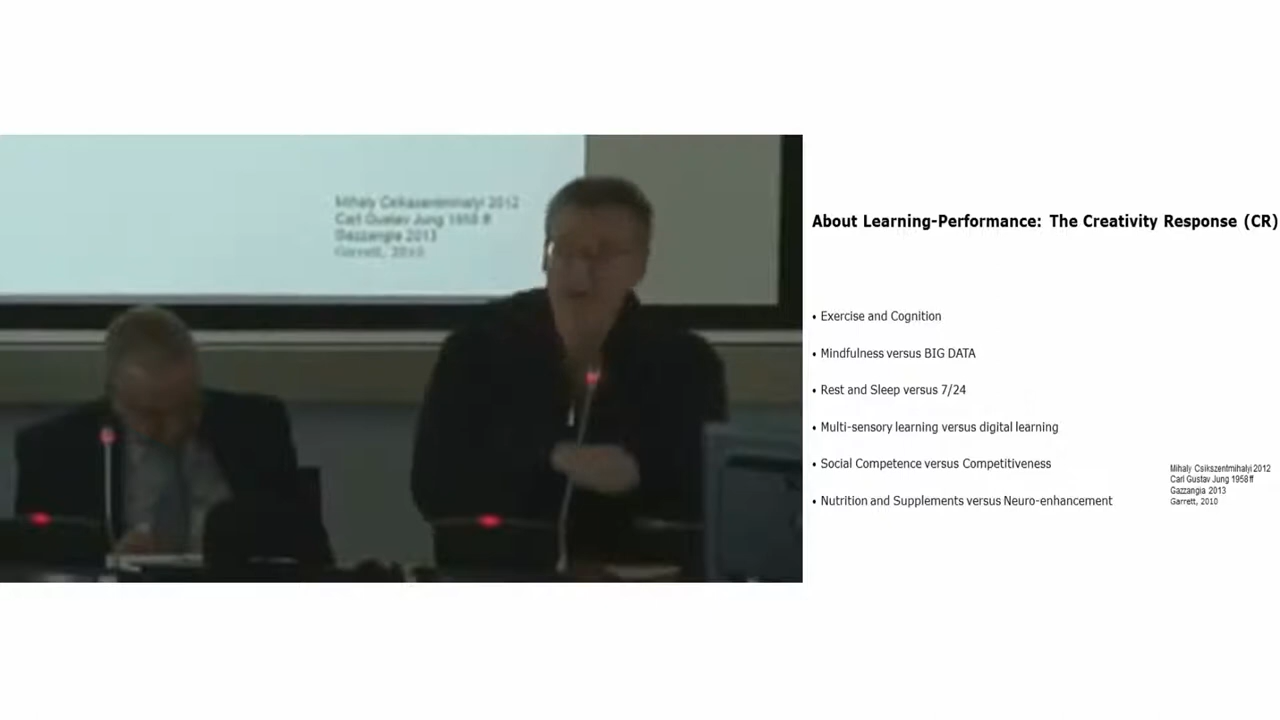 Mihaly Csikszentmihalyi 2012
Carl Gustav Jung 1958 ff
Gazzangia 2013
Garrett, 2010
About Learning-Performance: The Creativity Response (CR)
• Exercise and Cognition
• Mindfulness versus BIG DATA
• Rest and Sleep versus 7/24
• Multi-sensory learning versus digital learning
• Social Competence versus Competitiveness
• Nutrition and Supplements versus Neuro-enhancement
Mihaly Csikszentmihalyi 2012
Carl Gustav Jung 1958 ff
Gazzangia 2013
Garrett, 2010